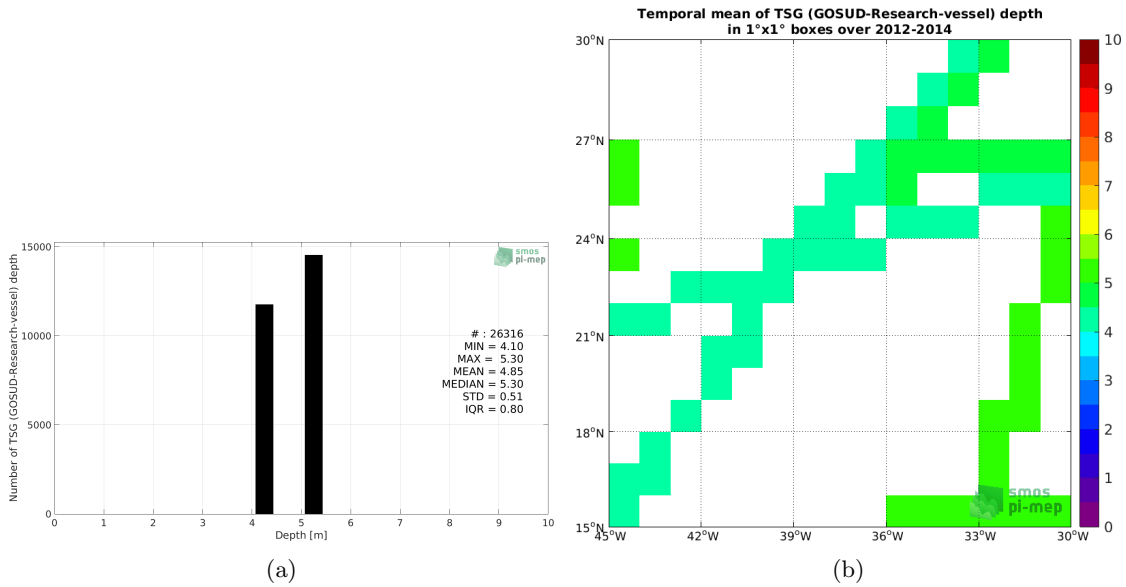 Temporal mean of TSG (GOSUD-Research-vessel) depth
in 1°x1° boxes over 2012-2014
30°N
27°N
24°N
21°N
18°N
15°N
45°W
42°W
39°W
36°W
33°W
30°W
10
9
8
7
6
5
4
3
2
1
0
smos
pi-mep
15000
10000
5000
0
Number of TSG (GOSUD-Research-vessel) depth
smos
pi-mep
# : 26316
MIN = 4.10
MAX = 5.30
MEAN = 4.85
MEDIAN = 5.30
STD = 0.51
IQR = 0.80
0 1 2 3 4 5 6 7 8 9 10
Depth [m]
(a)
(b)